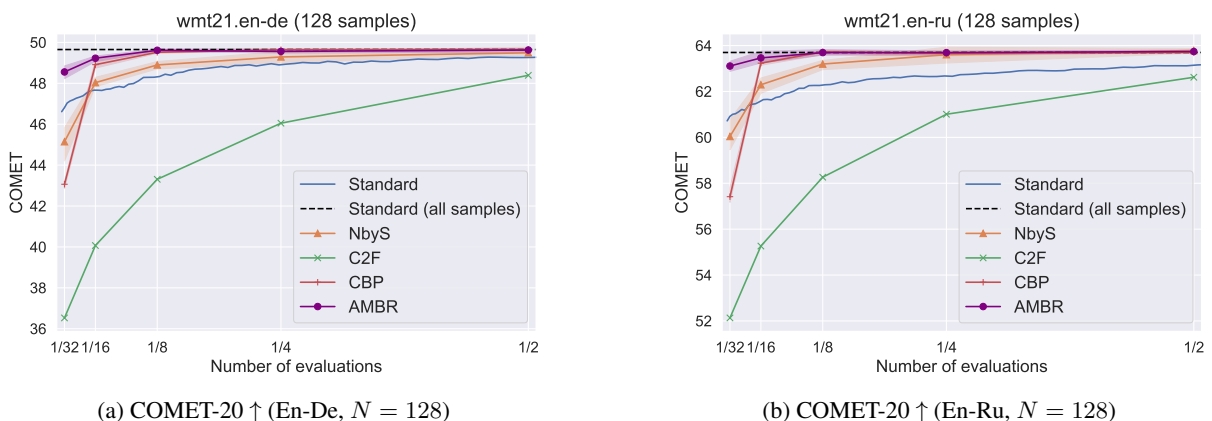 wmt21.en-de (128 samples)
50
48
46
44
42
40
38
36
COMET
Standard
Standard (all samples)
NbyS
C2F
CBP
AMBR
1/32 1/16 1/8 1/4 1/2
Number of evaluations
(a) COMET-20 ↑ (En-De, N = 128)
wmt21.en-ru (128 samples)
64
62
60
58
56
54
52
COMET
Standard
Standard (all samples)
NbyS
C2F
CBP
AMBR
1/32 1/16 1/8 1/4 1/2
Number of evaluations
(b) COMET-20 ↑ (En-Ru, N = 128)